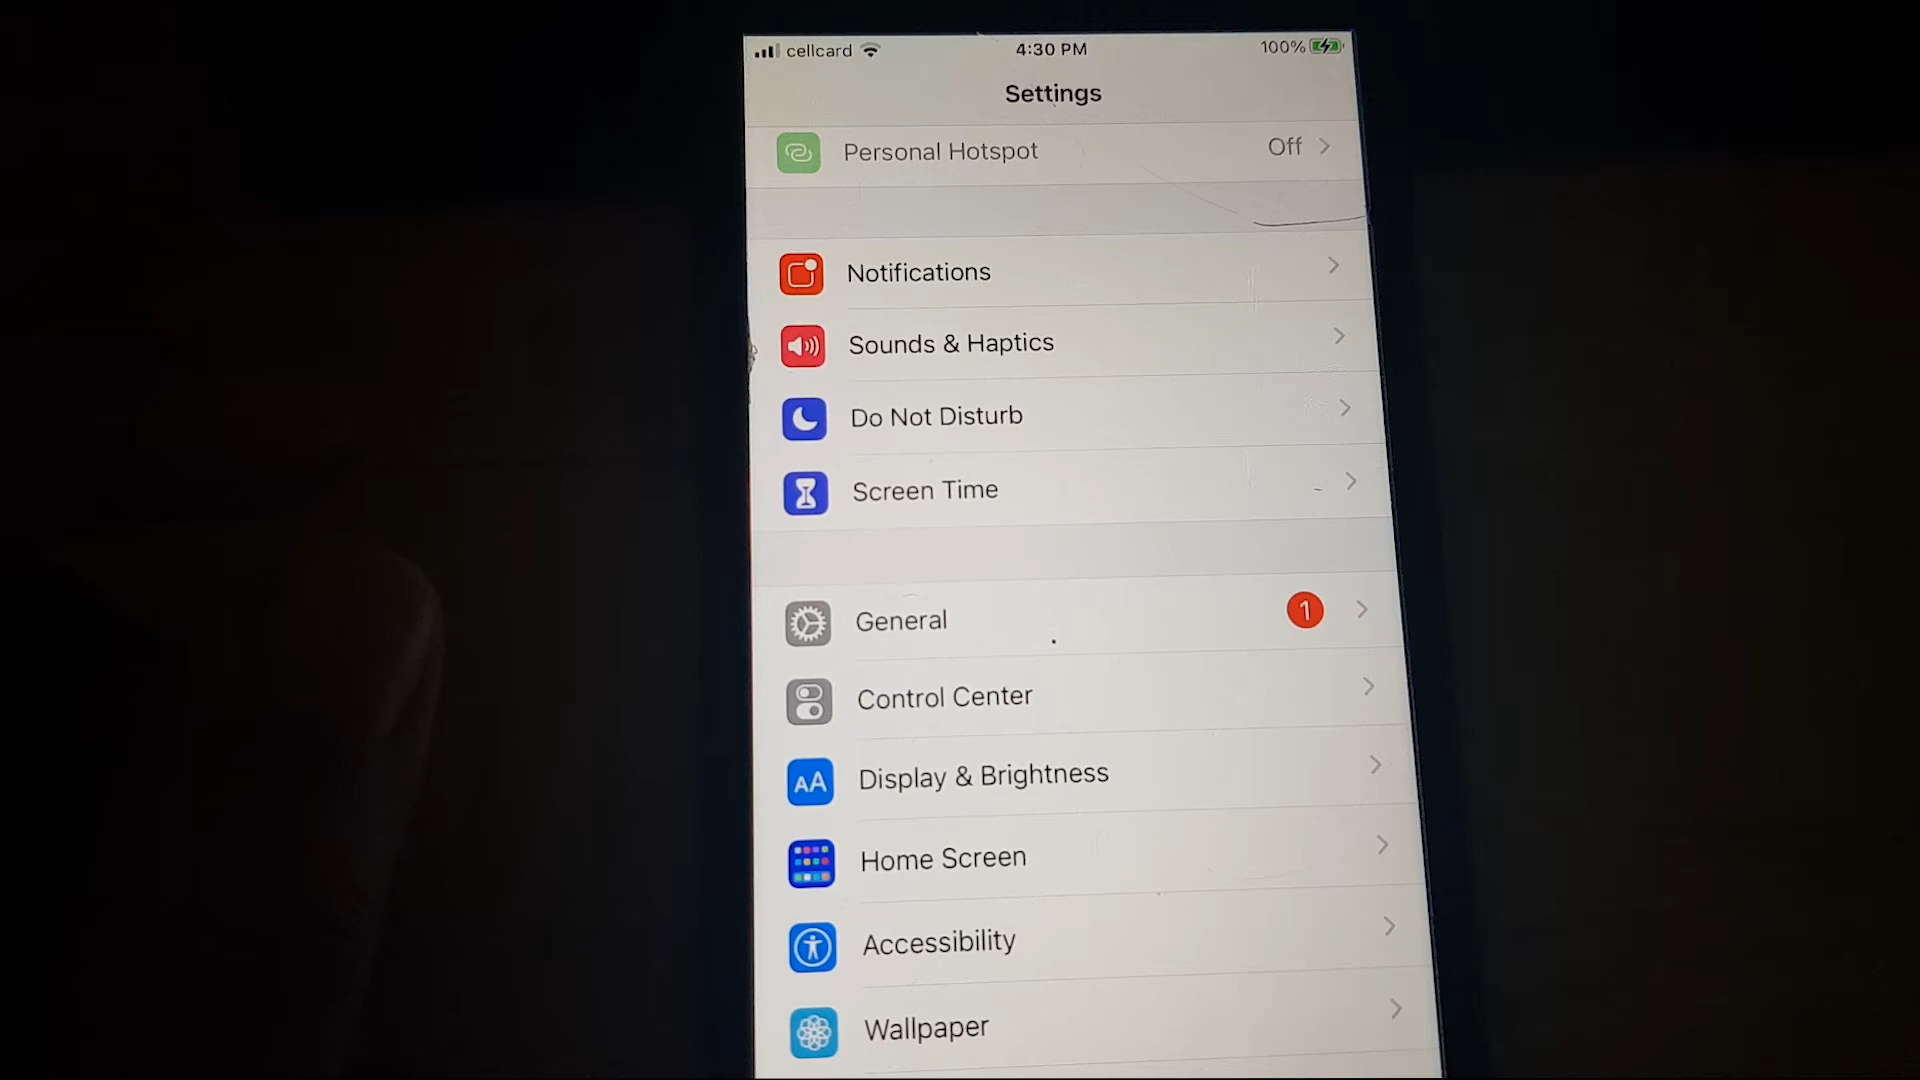 cellcard 4:30 PM 100%
Settings
Personal Hotspot Off
Notifications
Sounds & Haptics
Do Not Disturb
Screen Time
General 1
Control Center
AA Display & Brightness
Home Screen
Accessibility
Wallpaper